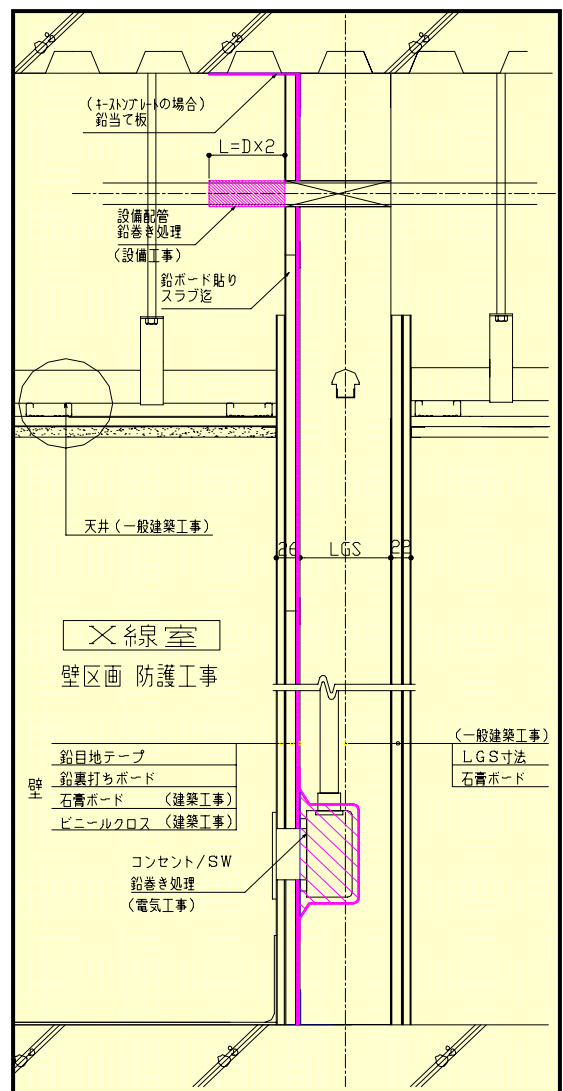 (キーストンプレートの場合)
鉛当て板
L=D×2
設備配管
鉛巻き処理
(設備工事)
鉛ボード貼り
スラブ迄
天井(一般建築工事)
26
LGS
22
X線室
壁区画 防護工事
壁
鉛目地テープ
鉛裏打ちボード
石膏ボード (建築工事)
ビニールクロス (建築工事)
(一般建築工事)
LGS寸法
石膏ボード
コンセント/SW
鉛巻き処理
(電気工事)